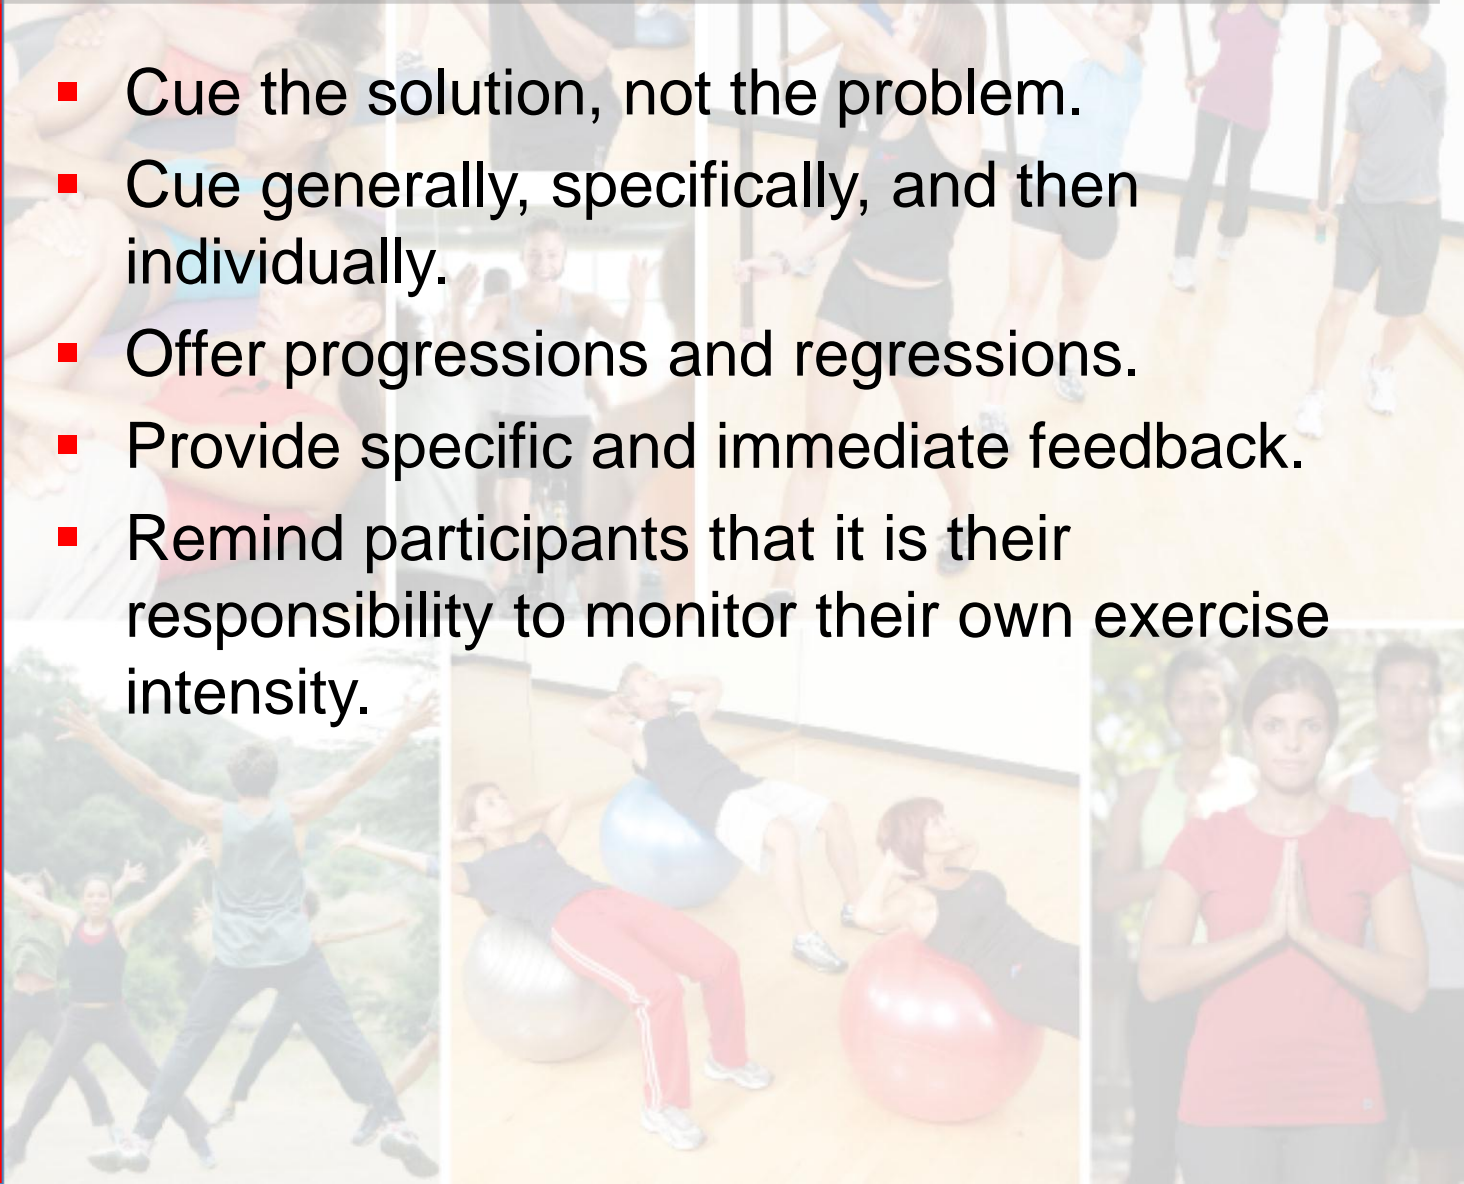 ▪ Cue the solution, not the problem.
▪ Cue generally, specifically, and then
individually.
▪ Offer progressions and regressions.
▪ Provide specific and immediate feedback.
▪ Remind participants that it is their
responsibility to monitor their own exercise
intensity.